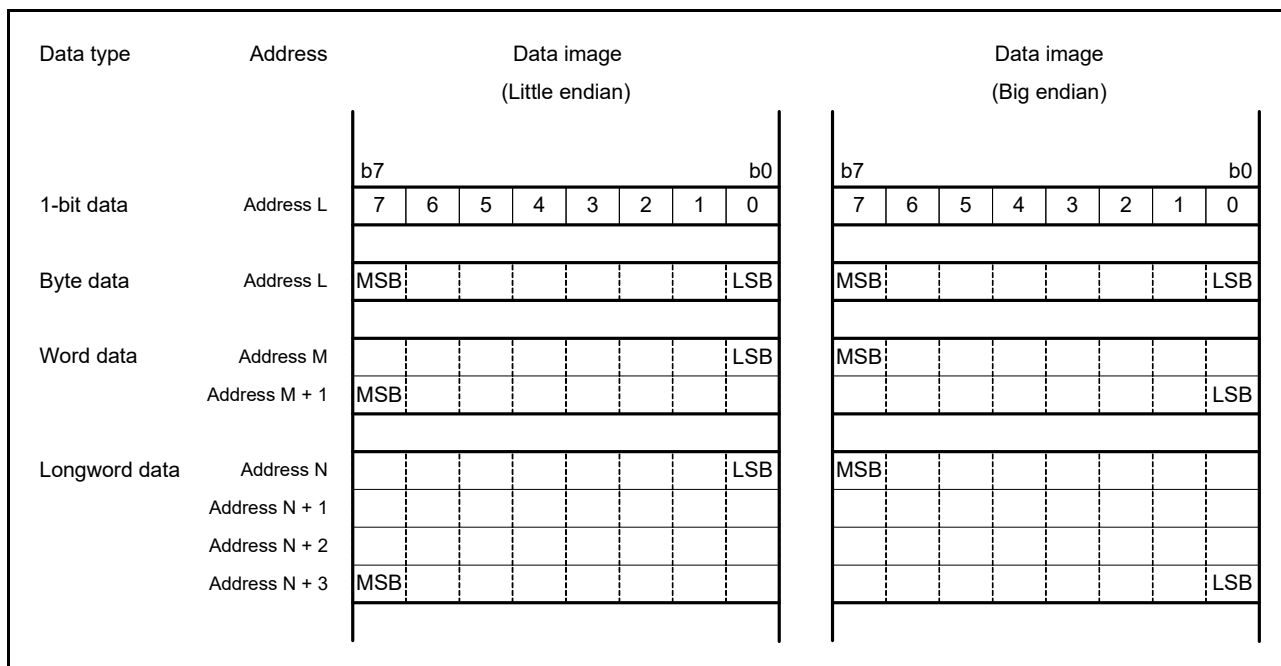 Data type Address Data image Data image
(Little endian) (Big endian)
b7 b0 b7 b0
1-bit data Address L 7 6 5 4 3 2 1 0 7 6 5 4 3 2 1 0
Byte data Address L MSB LSB MSB LSB
Word data Address M LSB MSB
Address M + 1 MSB LSB
Longword data Address N LSB MSB
Address N + 1
Address N + 2
Address N + 3 MSB LSB